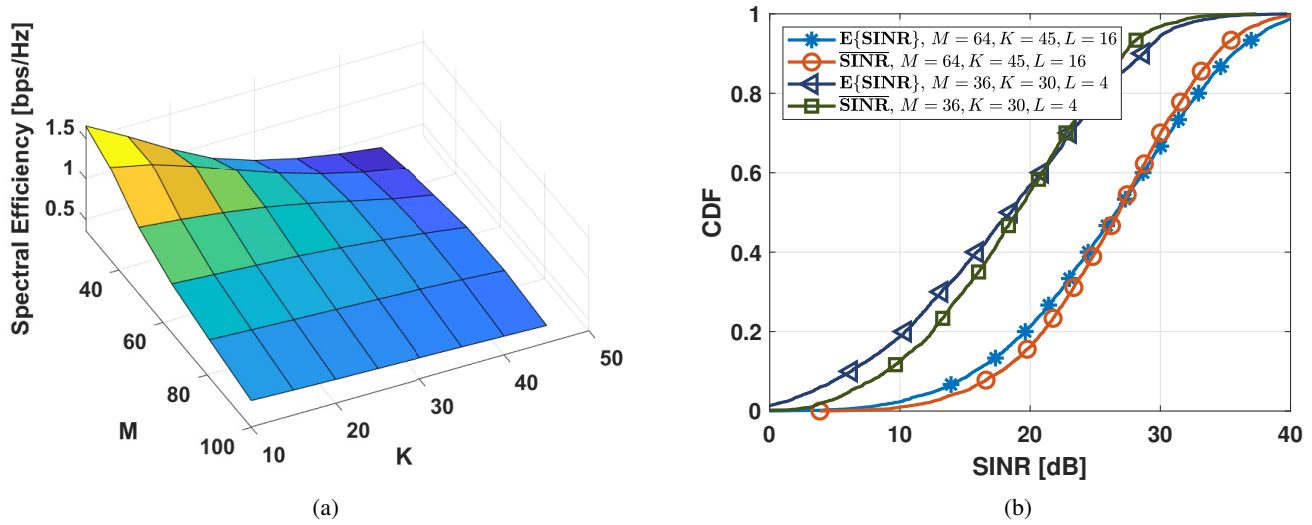 Spectral Efficiency [bps/Hz]
1.5
1
0.5
40
60
80
100
M
10
20
30
40
50
K
(a)
1
0.8
0.6
0.4
0.2
0
CDF
E{SINR}, M = 64, K = 45, L = 16
S̅I̅N̅R̅, M = 64, K = 45, L = 16
E{SINR}, M = 36, K = 30, L = 4
S̅I̅N̅R̅, M = 36, K = 30, L = 4
0 10 20 30 40
SINR [dB]
(b)